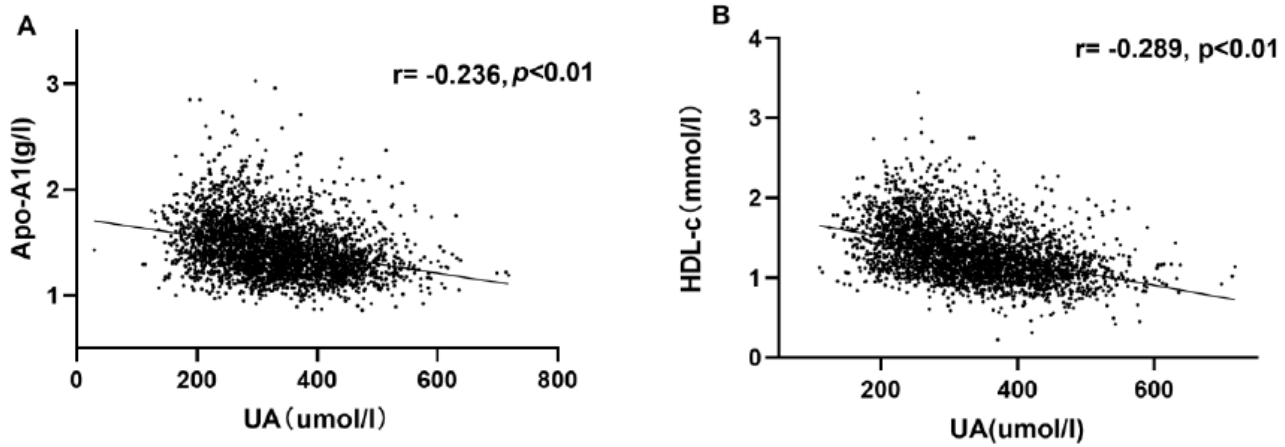 A
r= -0.236, p<0.01
Apo-A1(g/l)
3
2
1
0 200 400 600 800
UA（umol/l）
B
r= -0.289, p<0.01
HDL-c（mmol/l）
4
3
2
1
0
200 400 600
UA(umol/l)